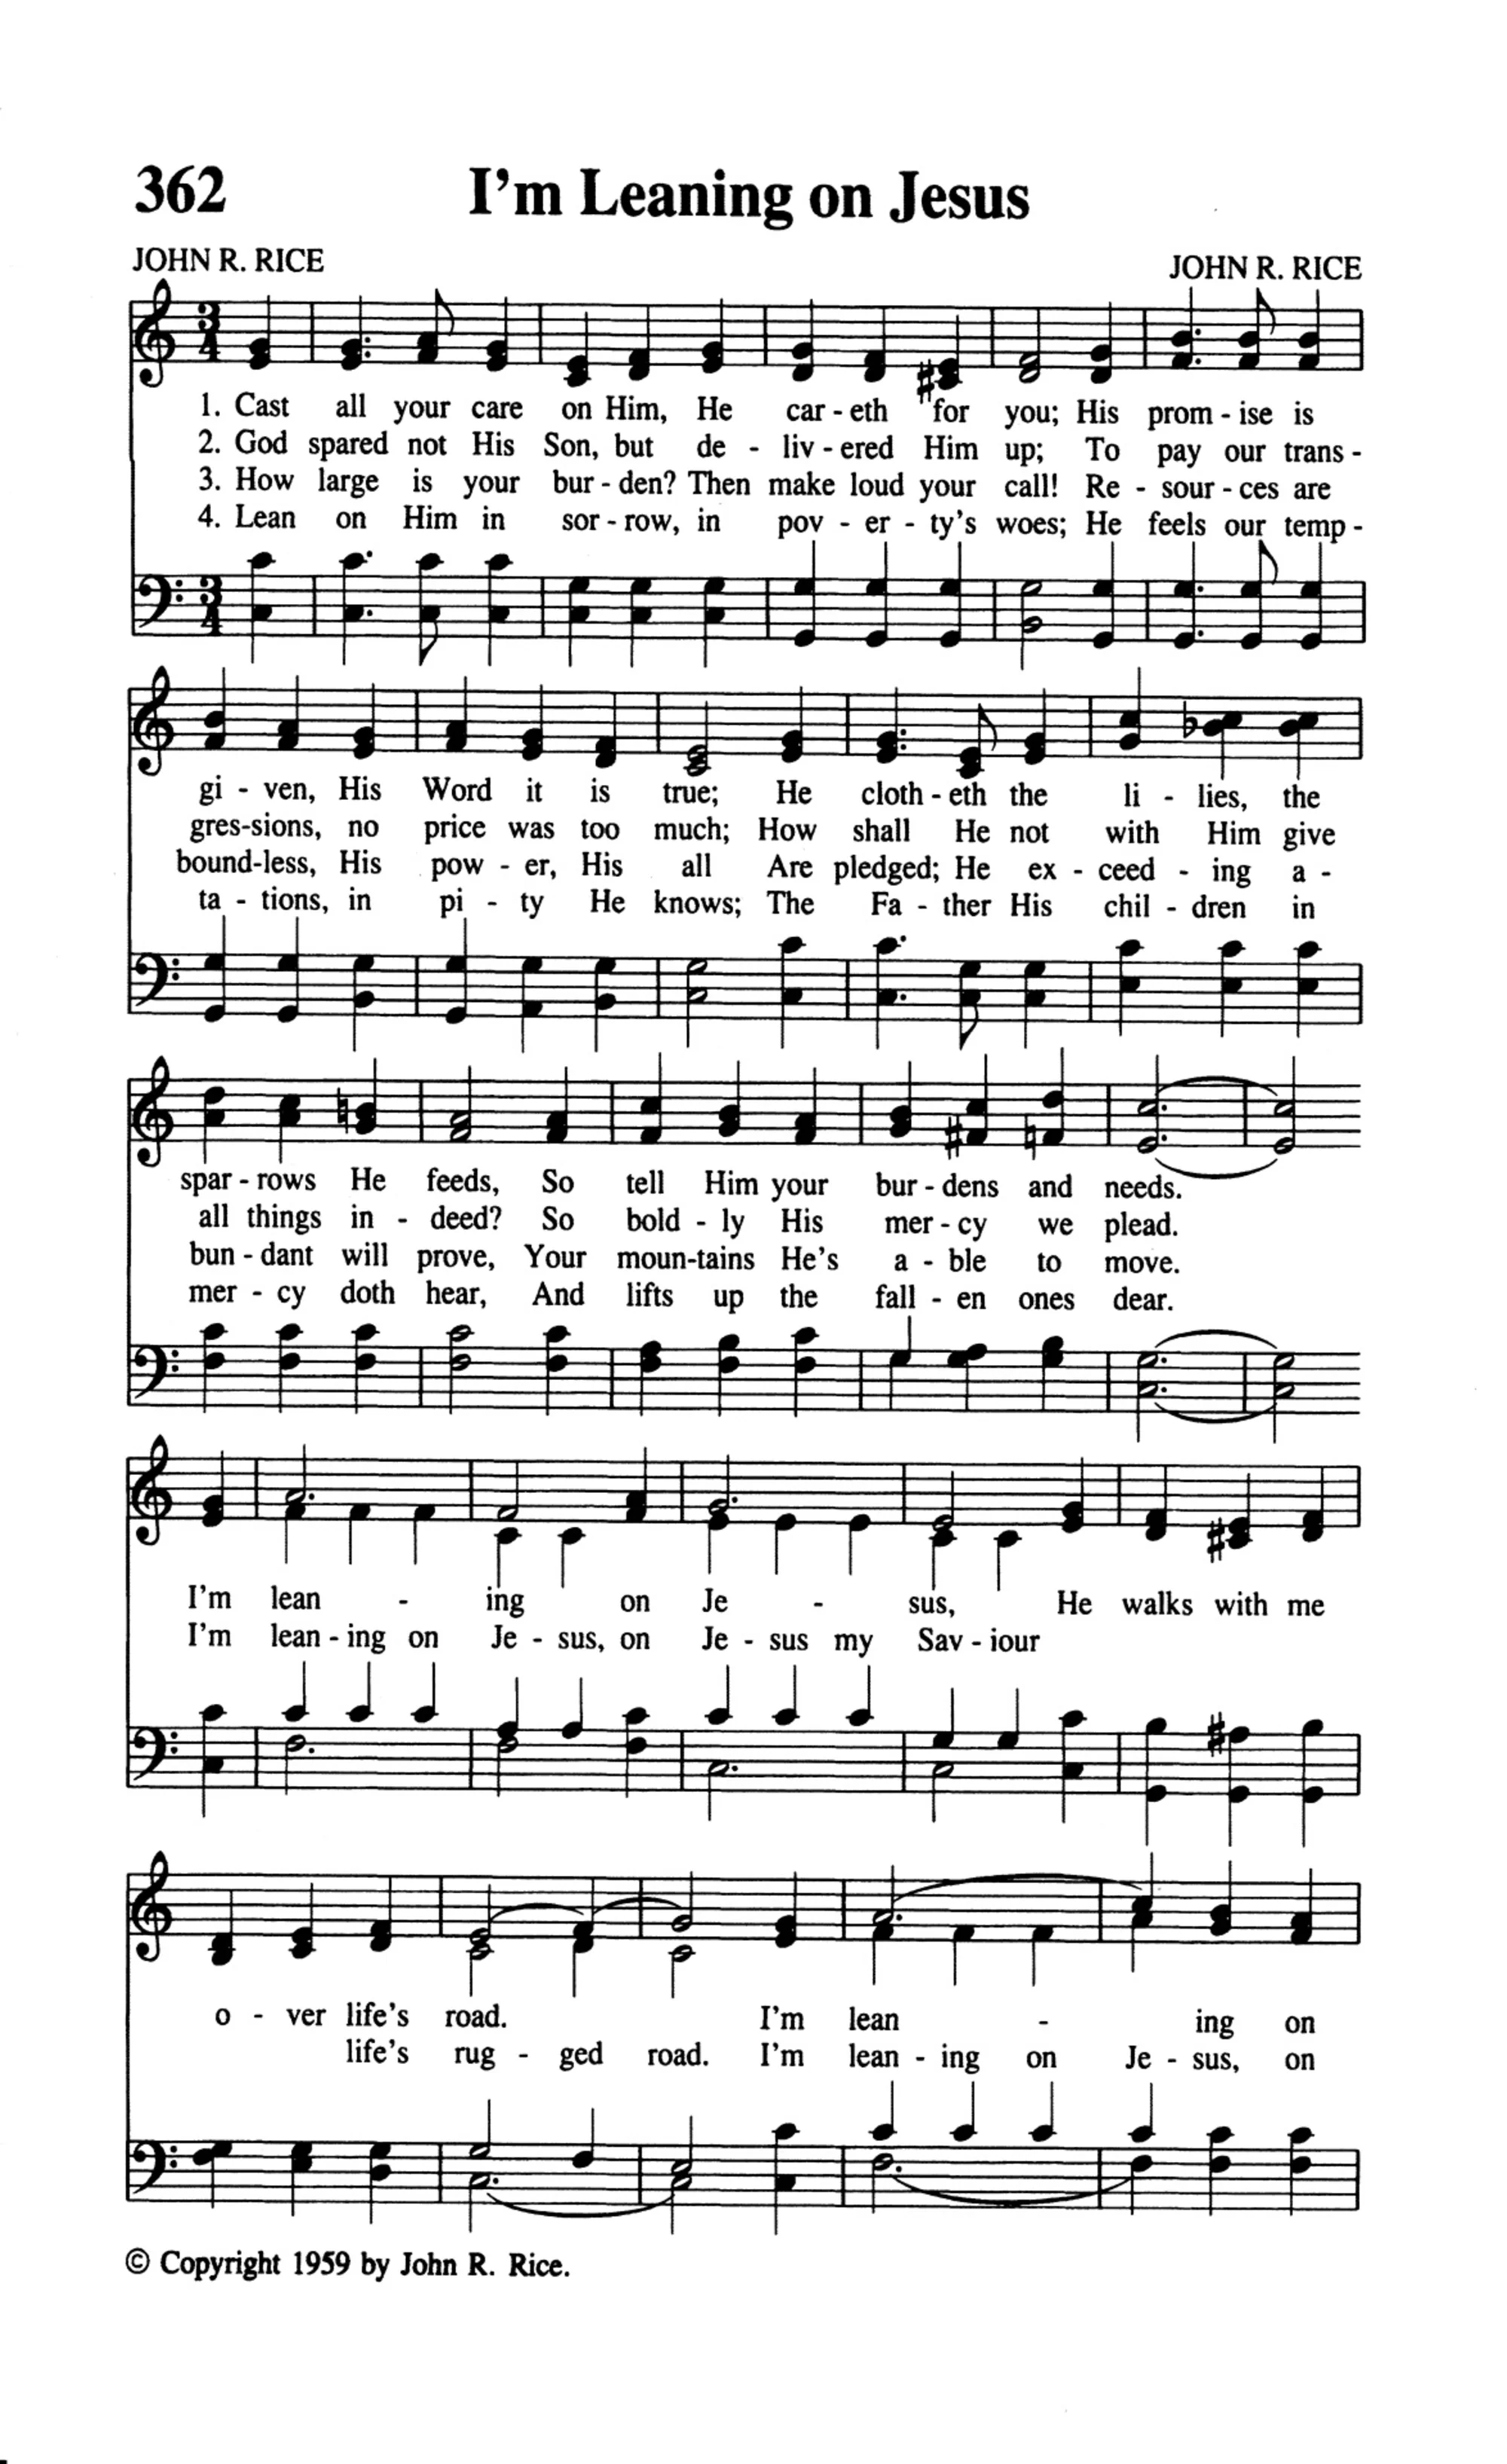 362 I'm Leaning on Jesus
JOHN R. RICE JOHN R. RICE
1. Cast all your care on Him, He car - eth for you; His prom - ise is
2. God spared not His Son, but de - liv - ered Him up; To pay our trans -
3. How large is your bur - den? Then make loud your call! Re - sour - ces are
4. Lean on Him in sor - row, in pov - er - ty's woes; He feels our temp -
gi - ven, His Word it is true; He cloth - eth the li - lies, the
gres-sions, no price was too much; How shall He not with Him give
bound-less, His pow - er, His all Are pledged; He ex - ceed - ing a -
ta - tions, in pi - ty He knows; The Fa - ther His chil - dren in
spar - rows He feeds, So tell Him your bur - dens and needs.
all things in - deed? So bold - ly His mer - cy we plead.
bun - dant will prove, Your moun-tains He's a - ble to move.
mer - cy doth hear, And lifts up the fall - en ones dear.
I'm lean - ing on Je - sus, He walks with me
I'm lean - ing on Je - sus, on Je - sus my Sav - iour
o - ver life's road. I'm lean - ing on
life's rug - ged road. I'm lean - ing on Je - sus, on
© Copyright 1959 by John R. Rice.